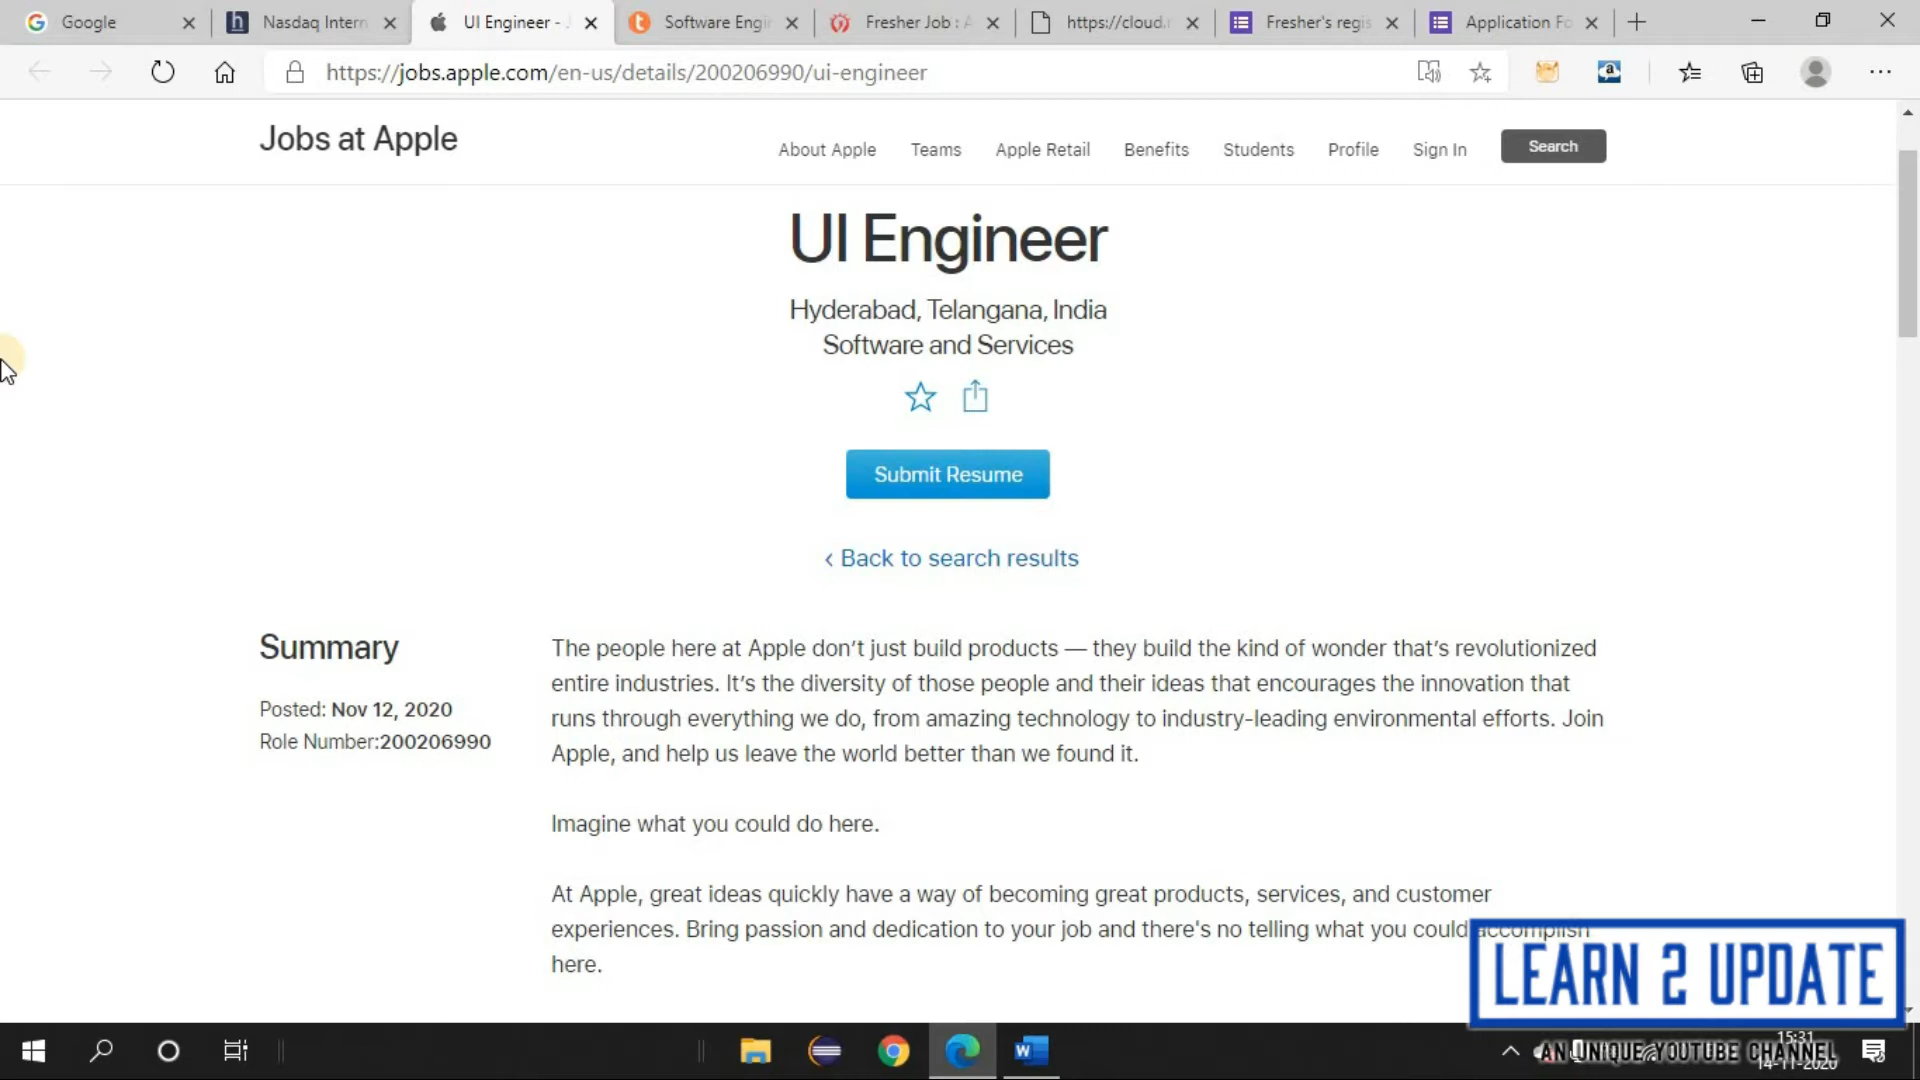 Google
Nasdaq Intern
UI Engineer -
Software Engi
Fresher Job : A
https://cloud.
Fresher's regis
Application Fo
https://jobs.apple.com/en-us/details/200206990/ui-engineer
Jobs at Apple
About Apple
Teams
Apple Retail
Benefits
Students
Profile
Sign In
Search
UI Engineer
Hyderabad, Telangana, India
Software and Services
Submit Resume
‹ Back to search results
Summary
Posted: Nov 12, 2020
Role Number:200206990
The people here at Apple don’t just build products — they build the kind of wonder that’s revolutionized
entire industries. It’s the diversity of those people and their ideas that encourages the innovation that
runs through everything we do, from amazing technology to industry-leading environmental efforts. Join
Apple, and help us leave the world better than we found it.
Imagine what you could do here.
At Apple, great ideas quickly have a way of becoming great products, services, and customer
experiences. Bring passion and dedication to your job and there's no telling what you could accomplish
here.
LEARN 2 UPDATE
AN UNIQUE YOUTUBE CHANNEL
15:31
14-11-2020